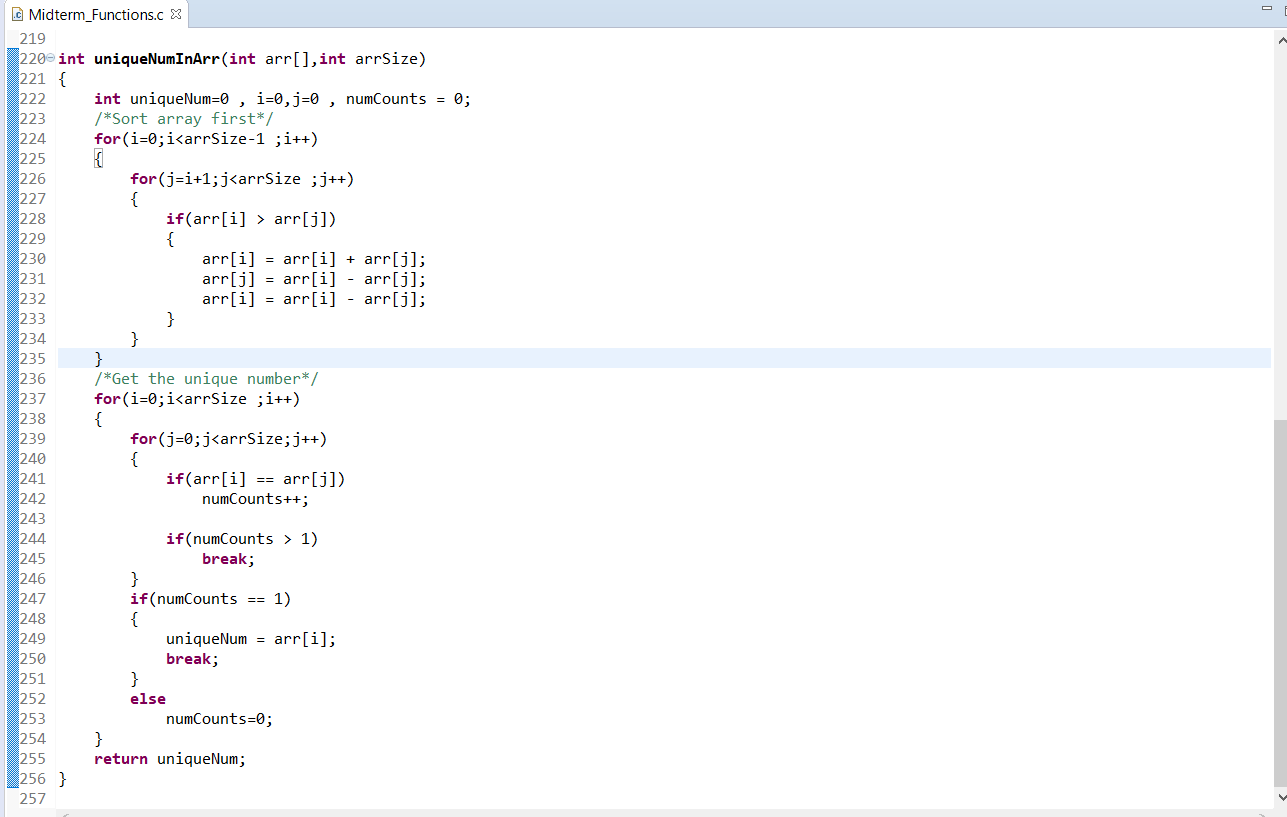 Midterm_Functions.c
219
220 int uniqueNumInArr(int arr[],int arrSize)
221 {
222     int uniqueNum=0 , i=0,j=0 , numCounts = 0;
223     /*Sort array first*/
224     for(i=0;i<arrSize-1 ;i++)
225     {
226         for(j=i+1;j<arrSize ;j++)
227         {
228             if(arr[i] > arr[j])
229             {
230                 arr[i] = arr[i] + arr[j];
231                 arr[j] = arr[i] - arr[j];
232                 arr[i] = arr[i] - arr[j];
233             }
234         }
235     }
236     /*Get the unique number*/
237     for(i=0;i<arrSize ;i++)
238     {
239         for(j=0;j<arrSize;j++)
240         {
241             if(arr[i] == arr[j])
242                 numCounts++;
243
244             if(numCounts > 1)
245                 break;
246         }
247         if(numCounts == 1)
248         {
249             uniqueNum = arr[i];
250             break;
251         }
252         else
253             numCounts=0;
254     }
255     return uniqueNum;
256 }
257